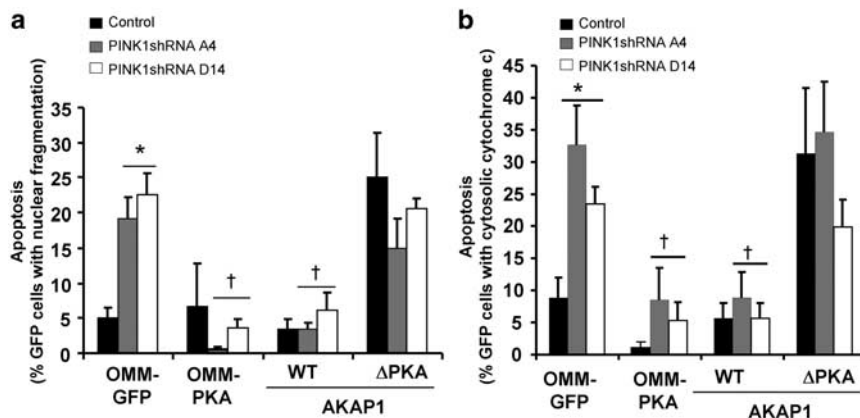 a
Control
PINK1shRNA A4
PINK1shRNA D14
Apoptosis
(% GFP cells with nuclear fragmentation)
35
30
25
20
15
10
5
0
*
†
†
OMM-
GFP
OMM-
PKA
WT
ΔPKA
AKAP1
b
Control
PINK1shRNA A4
PINK1shRNA D14
Apoptosis
(% GFP cells with cytosolic cytochrome c)
45
40
35
30
25
20
15
10
5
0
*
†
†
OMM-
GFP
OMM-
PKA
WT
ΔPKA
AKAP1